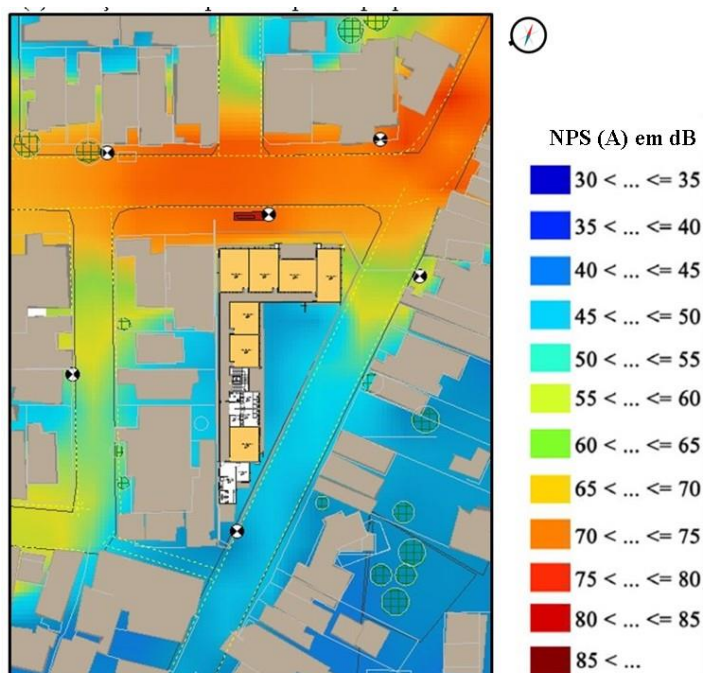 NPS (A) em dB
30 < ... <= 35
35 < ... <= 40
40 < ... <= 45
45 < ... <= 50
50 < ... <= 55
55 < ... <= 60
60 < ... <= 65
65 < ... <= 70
70 < ... <= 75
75 < ... <= 80
80 < ... <= 85
85 < ...